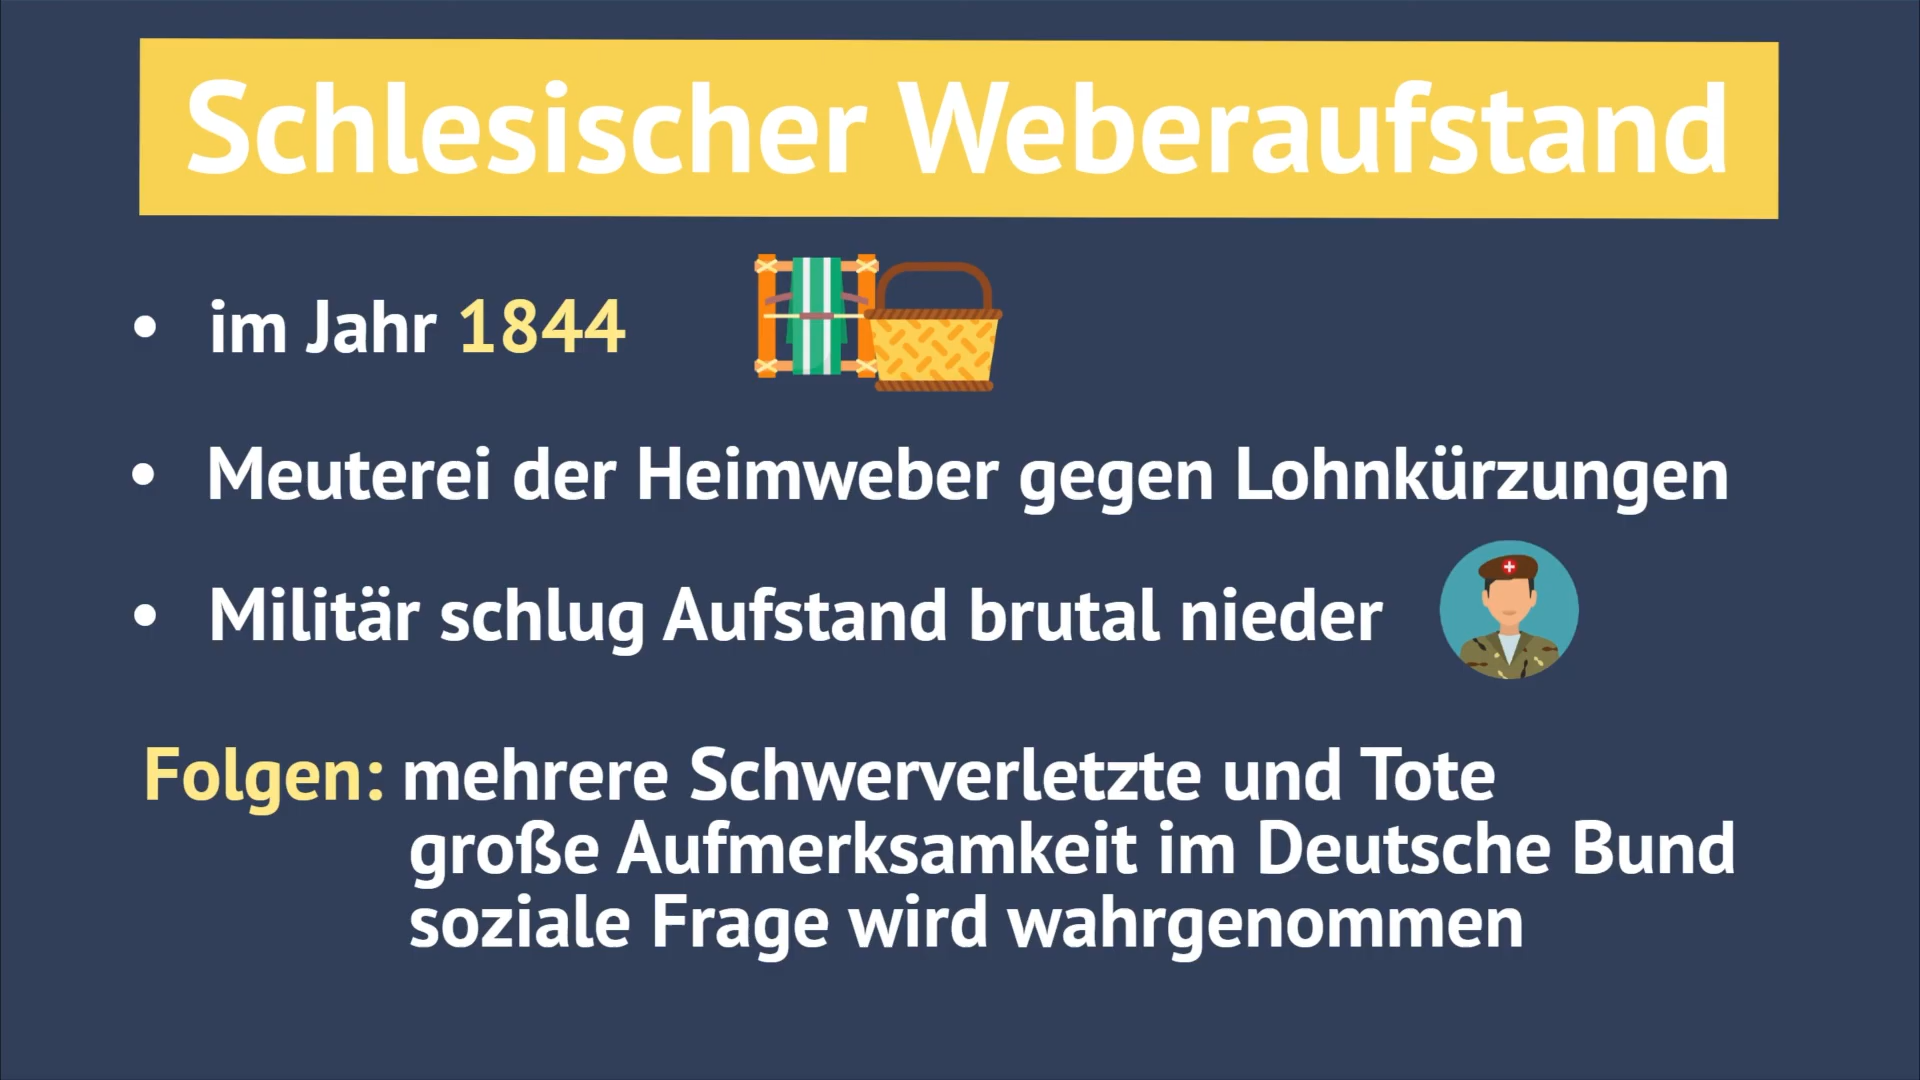 Schlesischer Weberaufstand
• im Jahr 1844
• Meuterei der Heimweber gegen Lohnkürzungen
• Militär schlug Aufstand brutal nieder
Folgen: mehrere Schwerverletzte und Tote
große Aufmerksamkeit im Deutsche Bund
soziale Frage wird wahrgenommen